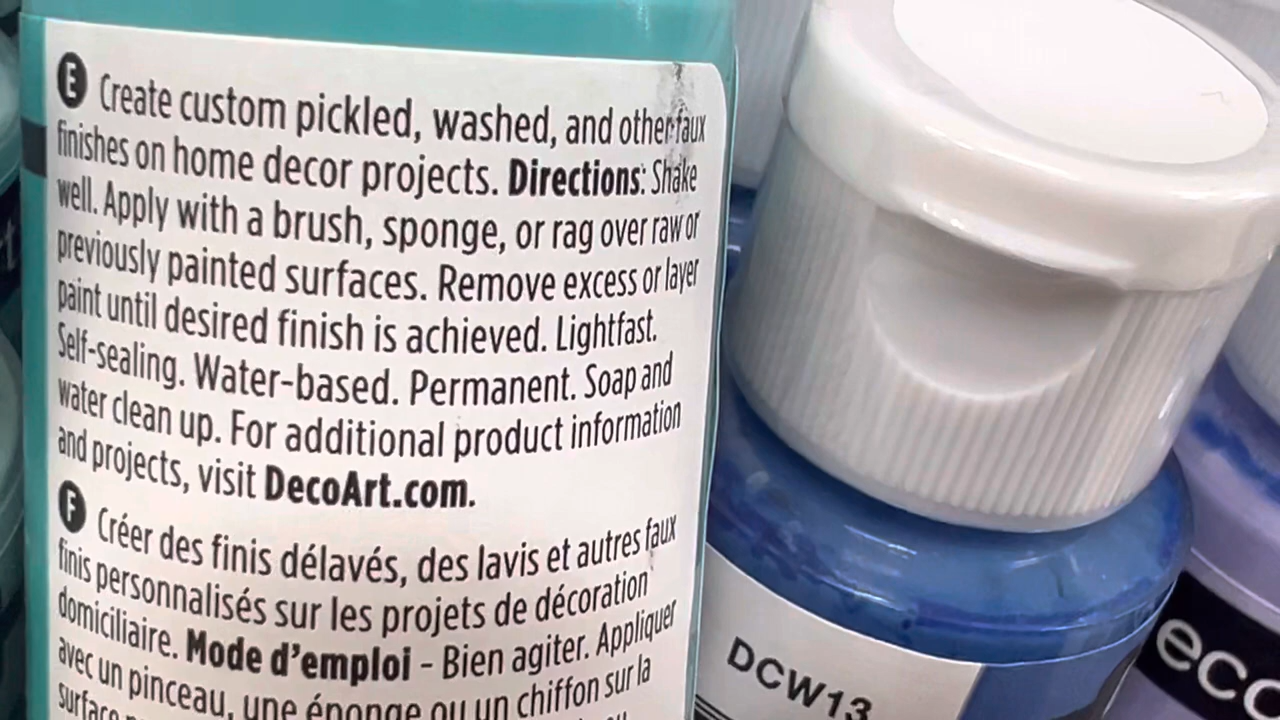 E Create custom pickled, washed, and other faux
finishes on home decor projects. Directions: Shake
well. Apply with a brush, sponge, or rag over raw or
previously painted surfaces. Remove excess or layer
paint until desired finish is achieved. Lightfast.
Self-sealing. Water-based. Permanent. Soap and
water clean up. For additional product information
and projects, visit DecoArt.com.
F Créer des finis délavés, des lavis et autres faux
finis personnalisés sur les projets de décoration
domiciliaire. Mode d'emploi - Bien agiter. Appliquer
avec un pinceau, une éponge ou un chiffon sur la
surface
DCW13
eco